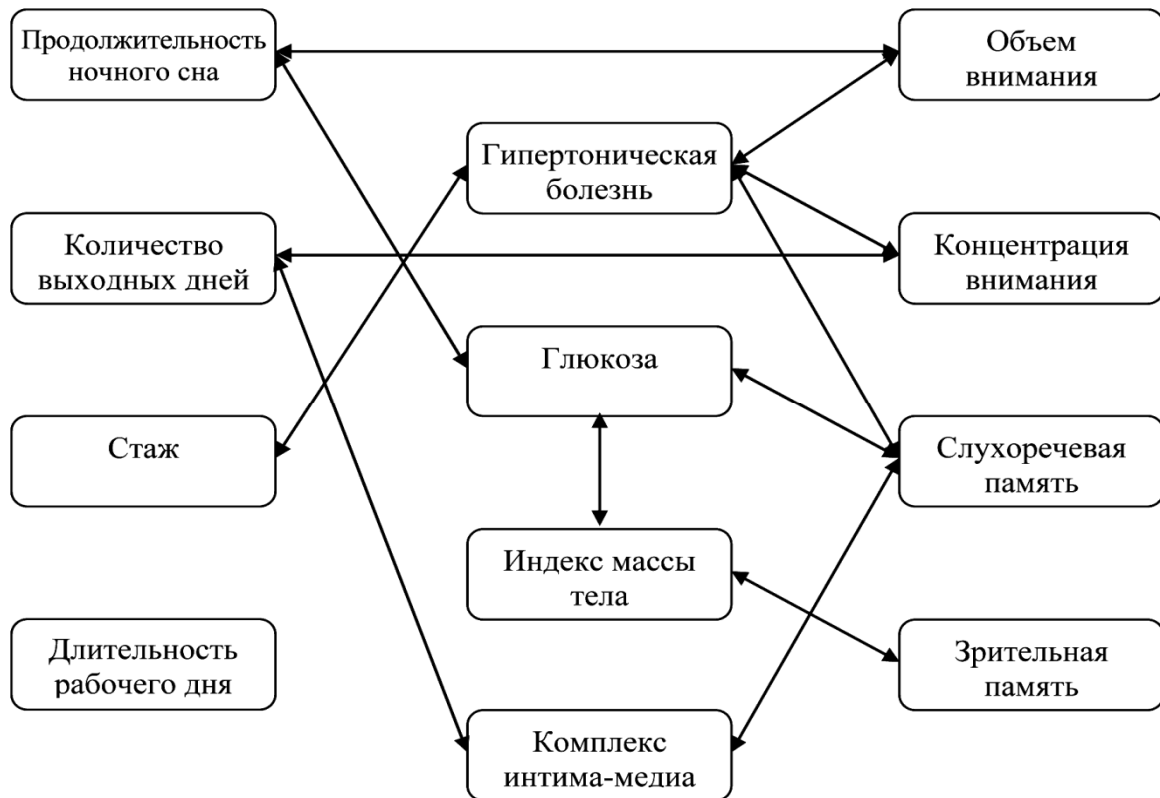 Продолжительность
ночного сна
Объем
внимания
Гипертоническая
болезнь
Количество
выходных дней
Концентрация
внимания
Глюкоза
Стаж
Слухоречевая
память
Индекс массы
тела
Длительность
рабочего дня
Зрительная
память
Комплекс
интима-медиа